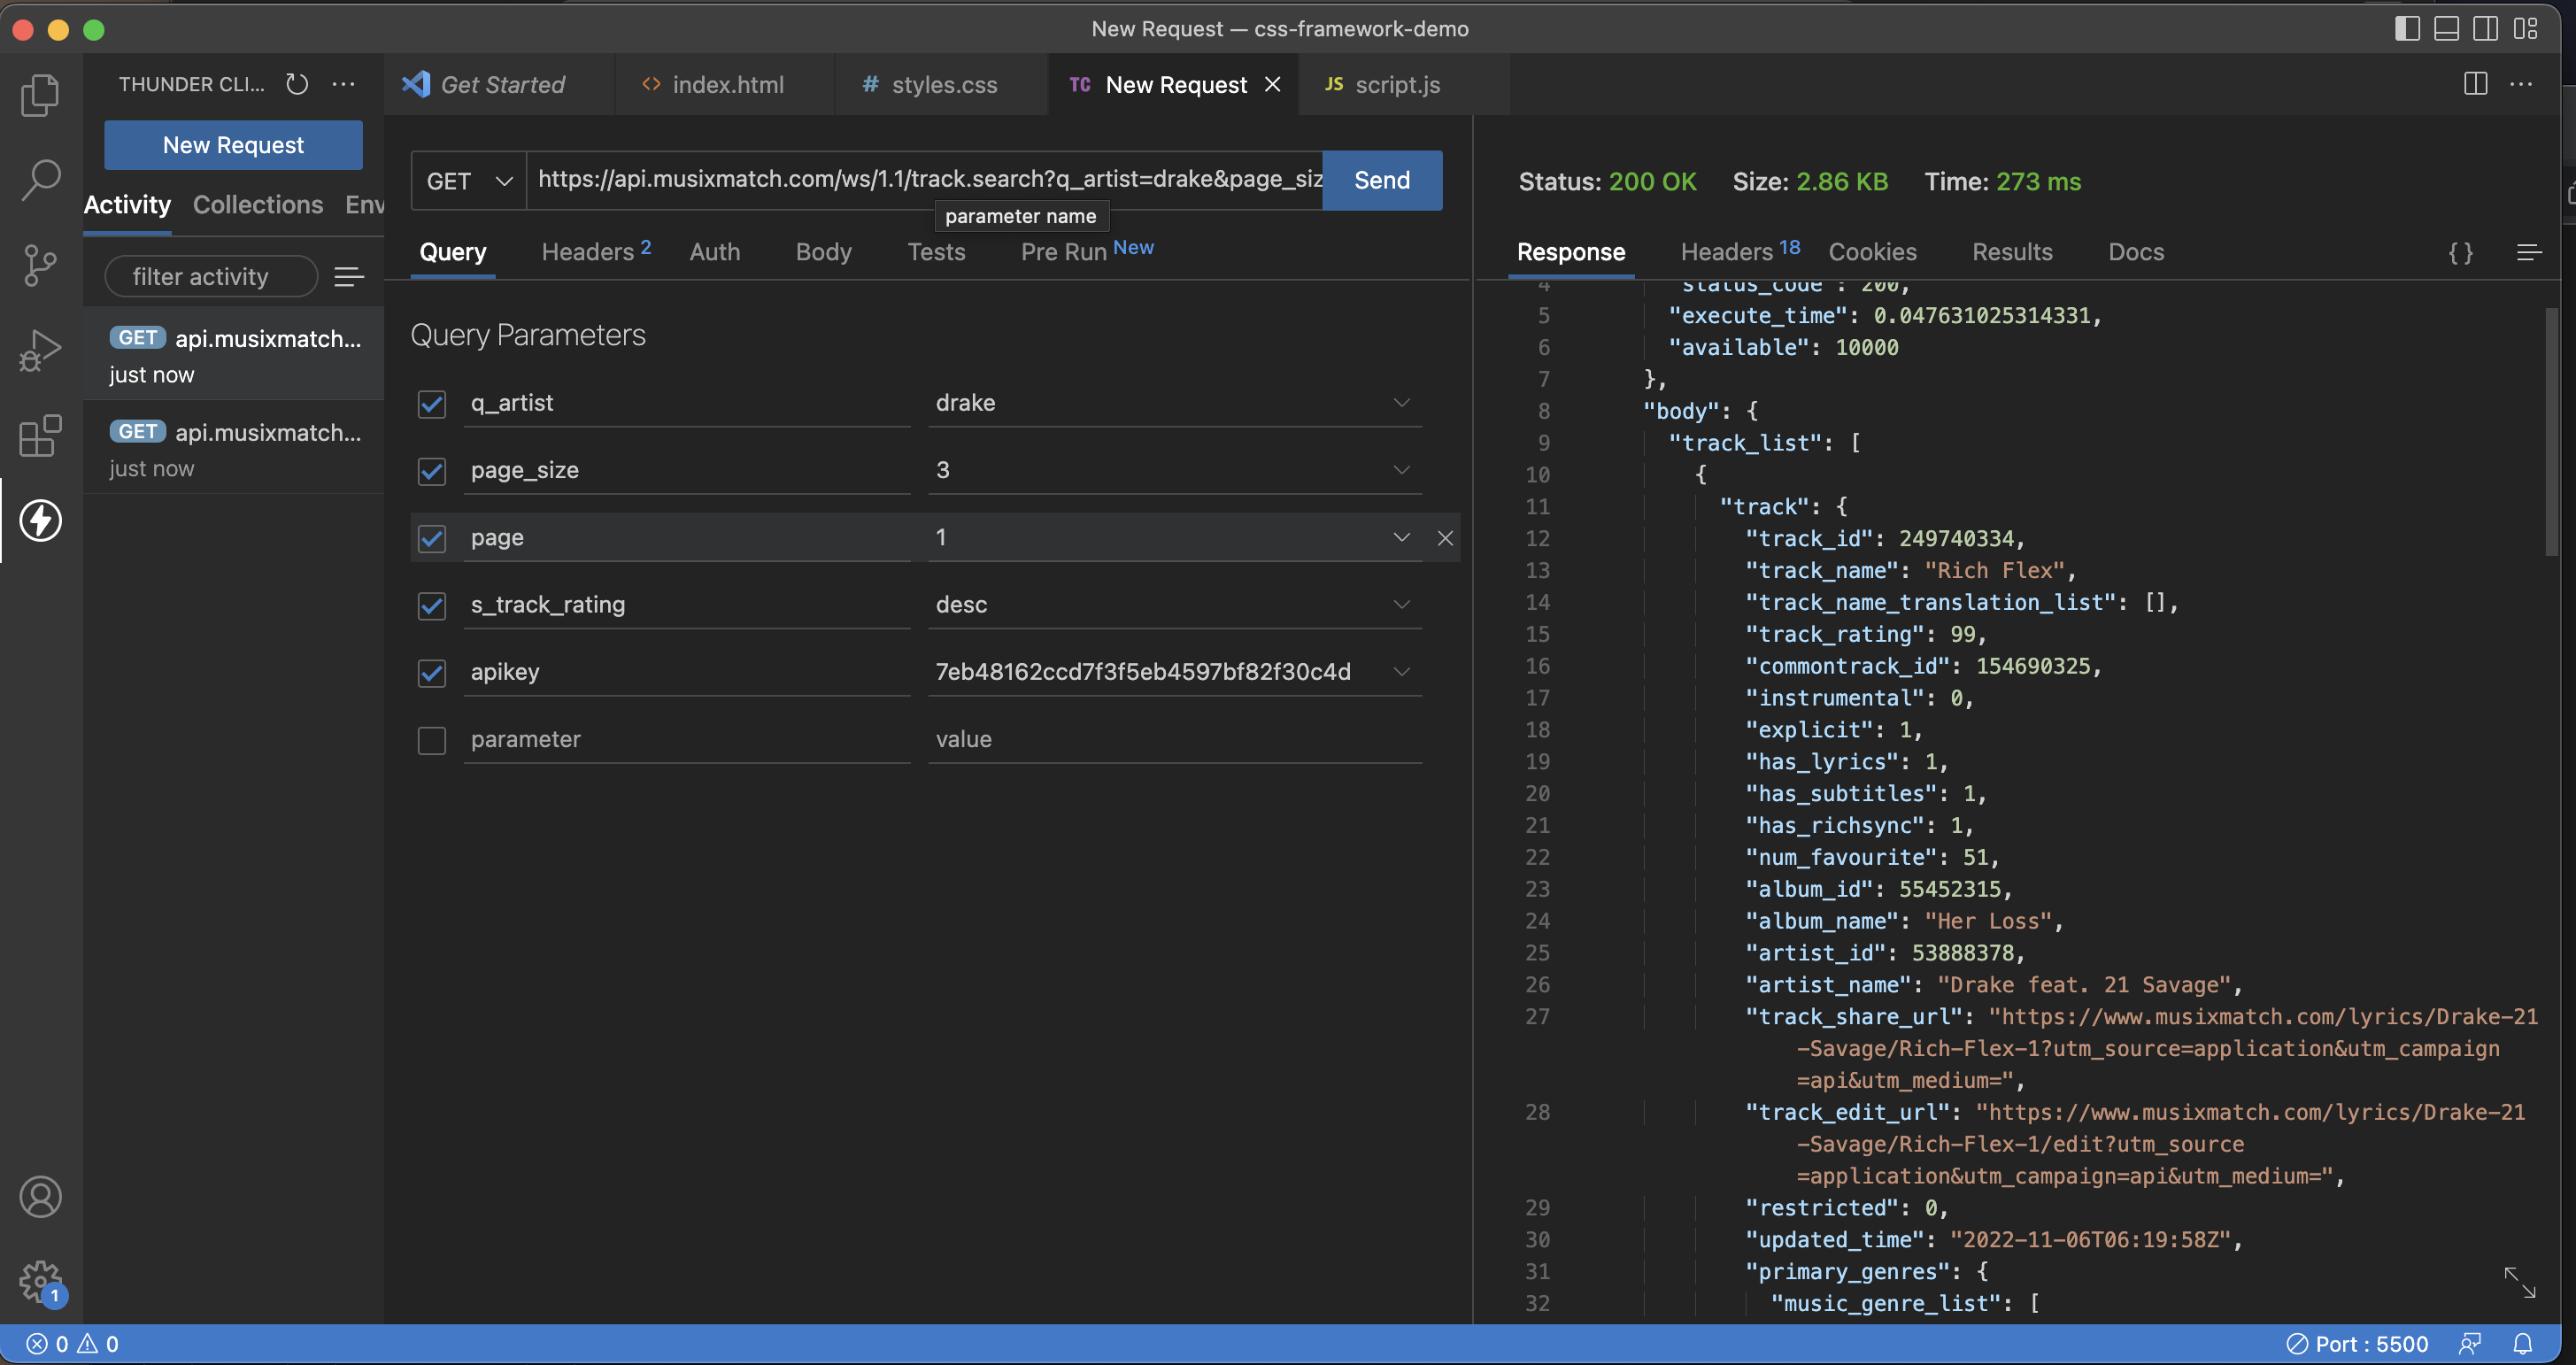 New Request — css-framework-demo
THUNDER CLI...
Get Started
index.html
styles.css
TC New Request
JS script.js
New Request
Activity Collections Env
filter activity
GET api.musixmatch...
just now
GET api.musixmatch...
just now
GET https://api.musixmatch.com/ws/1.1/track.search?q_artist=drake&page_siz Send
parameter name
Query Headers 2 Auth Body Tests Pre Run New
Query Parameters
q_artist drake
page_size 3
page 1
s_track_rating desc
apikey 7eb48162ccd7f3f5eb4597bf82f30c4d
parameter value
Status: 200 OK Size: 2.86 KB Time: 273 ms
Response Headers 18 Cookies Results Docs {}
4 "status_code": 200,
5 "execute_time": 0.047631025314331,
6 "available": 10000
7 },
8 "body": {
9 "track_list": [
10 {
11 "track": {
12 "track_id": 249740334,
13 "track_name": "Rich Flex",
14 "track_name_translation_list": [],
15 "track_rating": 99,
16 "commontrack_id": 154690325,
17 "instrumental": 0,
18 "explicit": 1,
19 "has_lyrics": 1,
20 "has_subtitles": 1,
21 "has_richsync": 1,
22 "num_favourite": 51,
23 "album_id": 55452315,
24 "album_name": "Her Loss",
25 "artist_id": 53888378,
26 "artist_name": "Drake feat. 21 Savage",
27 "track_share_url": "https://www.musixmatch.com/lyrics/Drake-21
-Savage/Rich-Flex-1?utm_source=application&utm_campaign
=api&utm_medium=",
28 "track_edit_url": "https://www.musixmatch.com/lyrics/Drake-21
-Savage/Rich-Flex-1/edit?utm_source
=application&utm_campaign=api&utm_medium=",
29 "restricted": 0,
30 "updated_time": "2022-11-06T06:19:58Z",
31 "primary_genres": {
32 "music_genre_list": [
1
0 0
Port : 5500